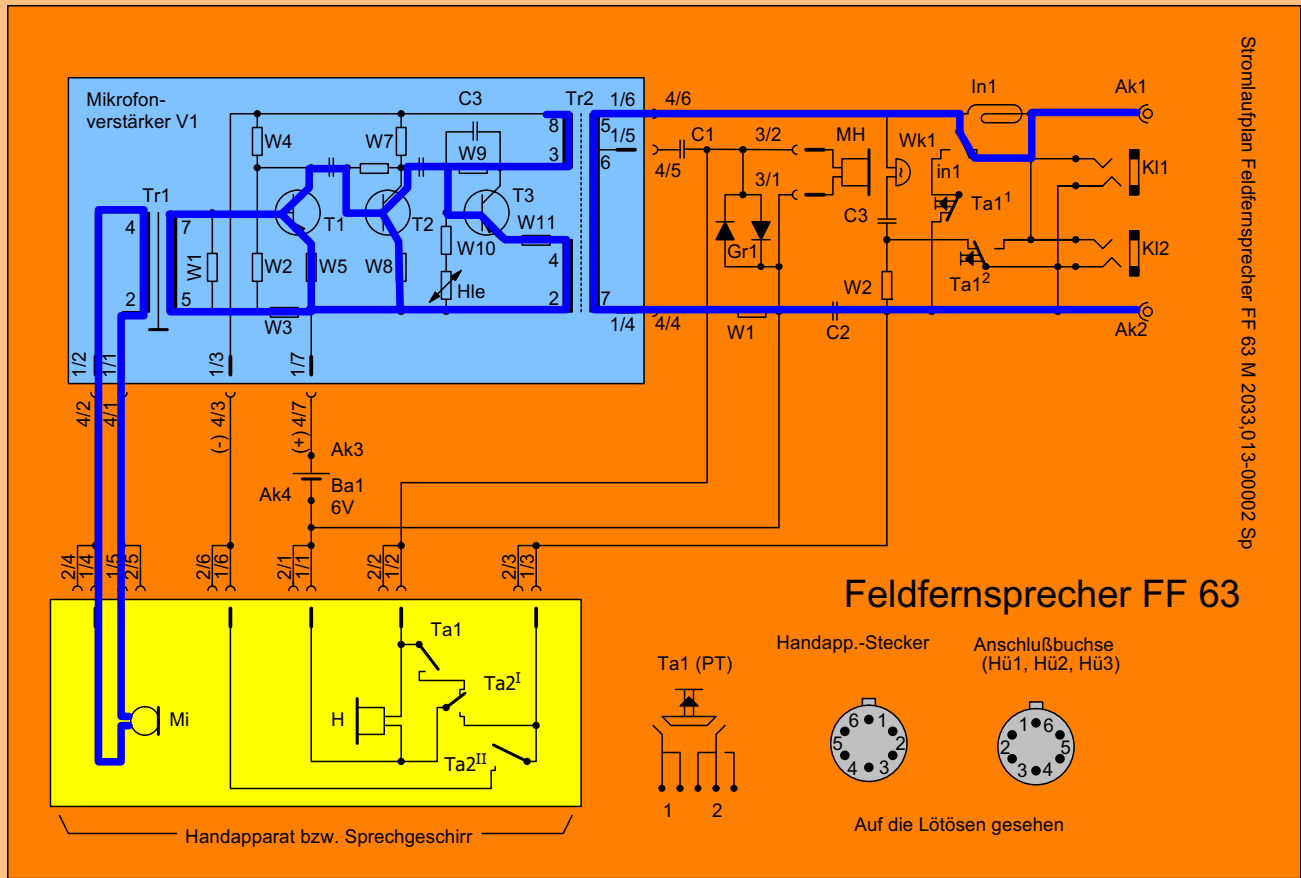 Mikrofon-
verstärker V1
C3
Tr2
1/6
4/6
In1
Ak1
8
5
W4
W7
1/5
C1
3/2
MH
Wk1
3
6
W9
4/5
3/1
in1
Kl1
Tr1
T3
Ta1¹
4
7
T1
T2
W11
C3
W10
Gr1
Kl2
W1
W2
W5
W8
4
Ta1²
Hle
W2
2
5
2
7
W3
1/4
4/4
W1
C2
Ak2
1/2
1/1
1/3
1/7
4/2
4/1
(-) 4/3
(+) 4/7
Ak3
Ak4
Ba1
6V
2/4
1/4
1/5
2/5
2/6
1/6
2/1
1/1
2/2
1/2
2/3
1/3
Stromlaufplan Feldfernsprecher FF 63 M 2033,013-00002 Sp
Feldfernsprecher FF 63
Ta1
Ta2ᴵ
H
Mi
Ta2ᴵᴵ
Handapparat bzw. Sprechgeschirr
Ta1 (PT)
1
2
Handapp.-Stecker
6
1
5
2
4
3
Anschlußbuchse
(Hü1, Hü2, Hü3)
1
6
2
5
3
4
Auf die Lötösen gesehen